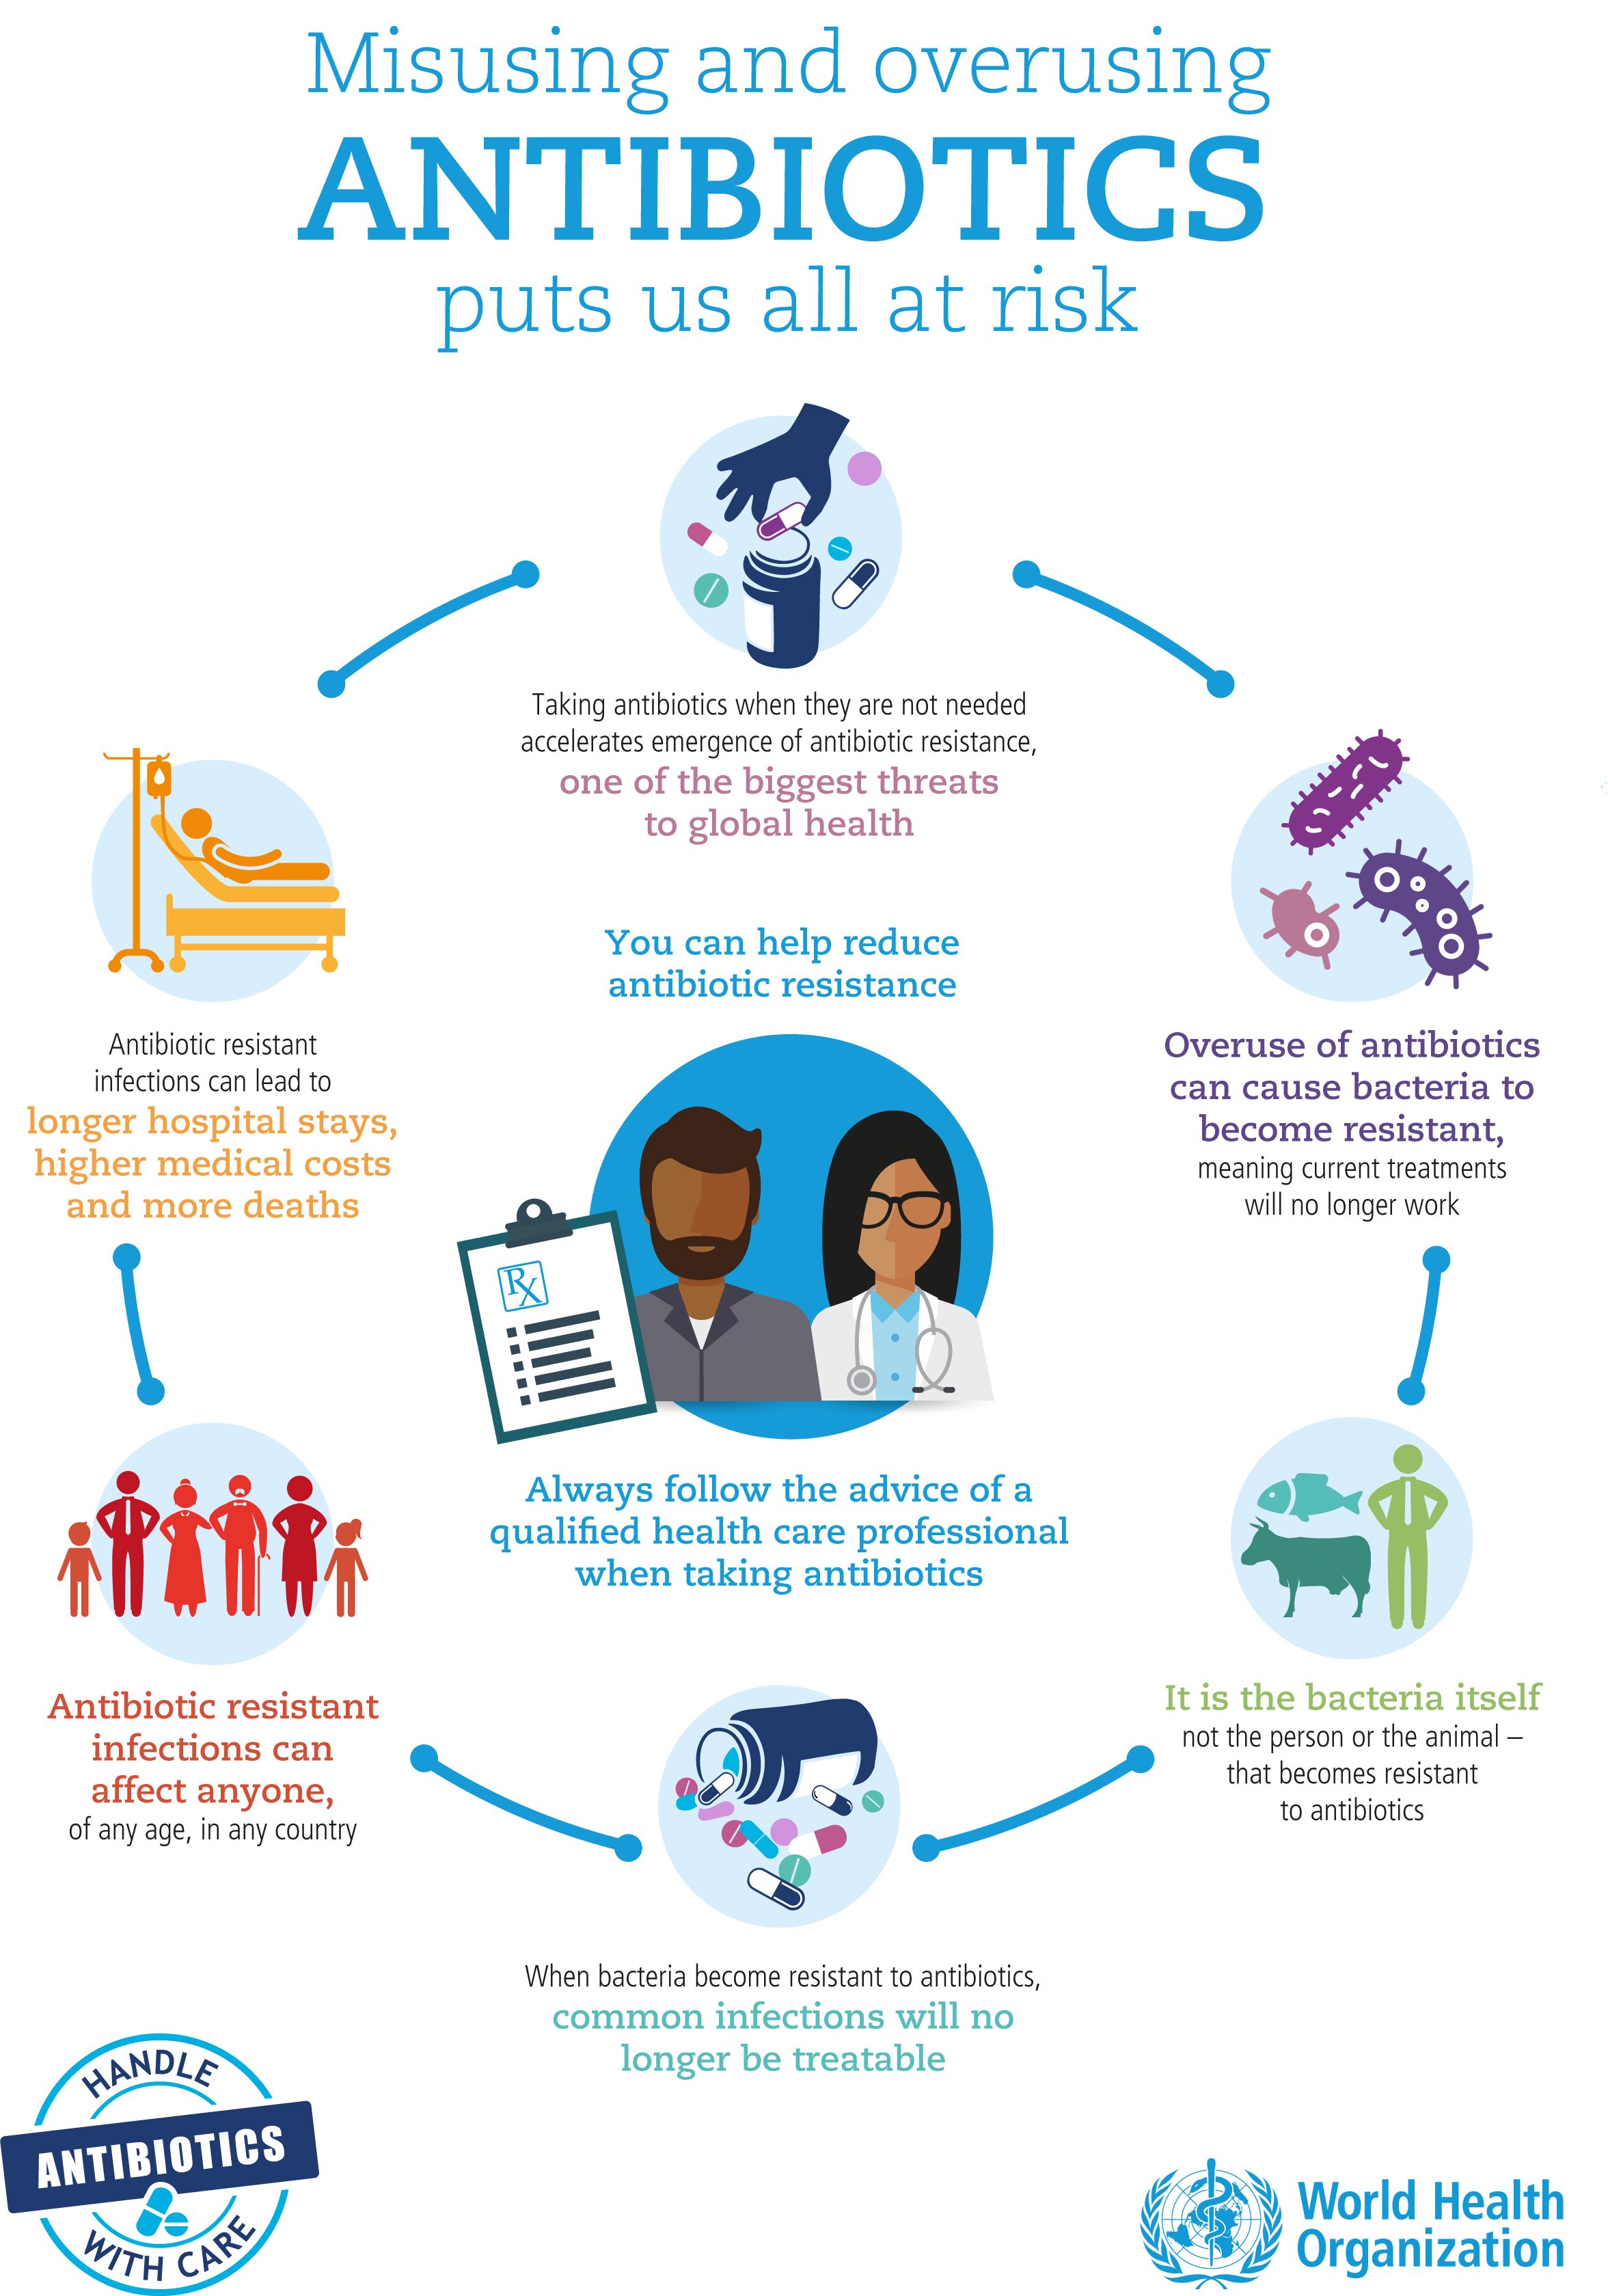 Misusing and overusing
ANTIBIOTICS
puts us all at risk
Taking antibiotics when they are not needed
accelerates emergence of antibiotic resistance,
one of the biggest threats
to global health
Overuse of antibiotics
can cause bacteria to
become resistant,
meaning current treatments
will no longer work
It is the bacteria itself
not the person or the animal –
that becomes resistant
to antibiotics
When bacteria become resistant to antibiotics,
common infections will no
longer be treatable
Antibiotic resistant
infections can
affect anyone,
of any age, in any country
Antibiotic resistant
infections can lead to
longer hospital stays,
higher medical costs
and more deaths
You can help reduce
antibiotic resistance
Rx
Always follow the advice of a
qualified health care professional
when taking antibiotics
HANDLE
ANTIBIOTICS
WITH CARE
World Health
Organization